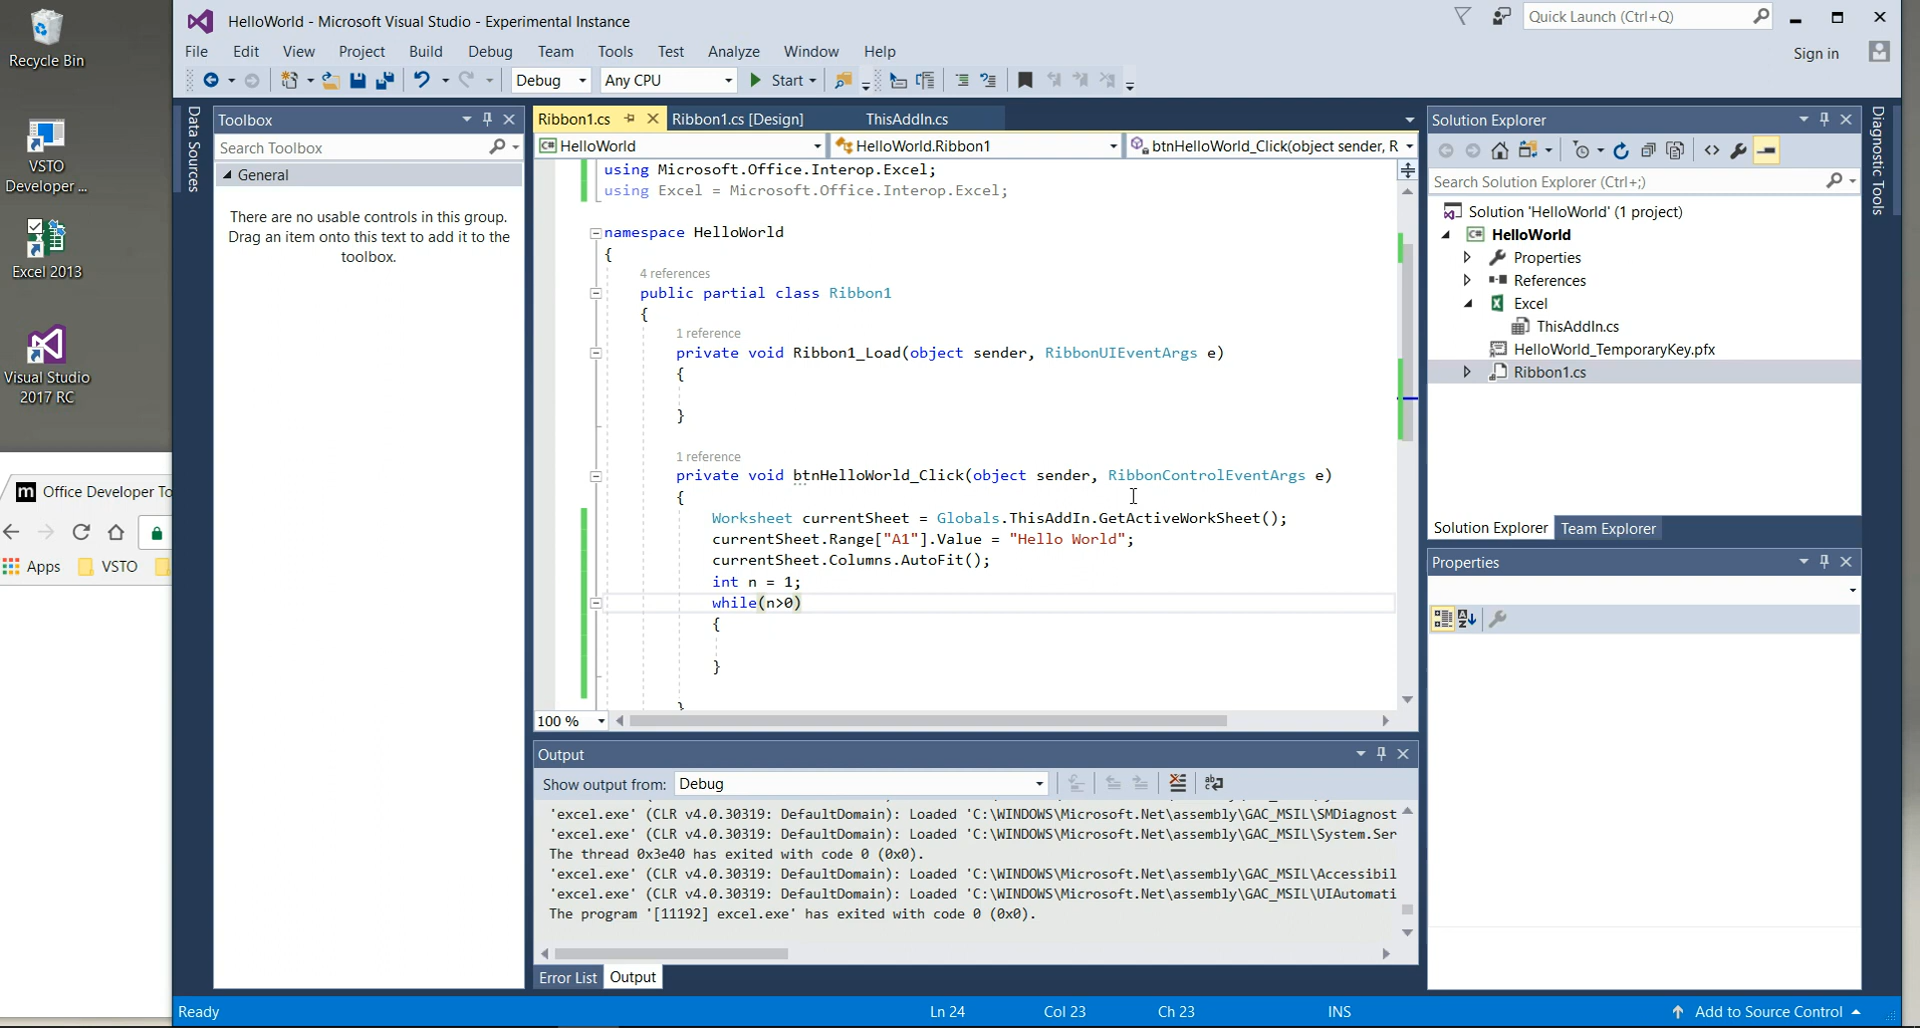 Recycle Bin
VSTO
Developer ...
Excel 2013
Visual Studio
2017 RC
Office Developer To
Apps
VSTO
HelloWorld - Microsoft Visual Studio - Experimental Instance
Quick Launch (Ctrl+Q)
File Edit View Project Build Debug Team Tools Test Analyze Window Help
Sign in
Debug Any CPU Start
Data Sources
Toolbox
Search Toolbox
General
There are no usable controls in this group.
Drag an item onto this text to add it to the
toolbox.
Ribbon1.cs Ribbon1.cs [Design] ThisAddIn.cs
HelloWorld HelloWorld.Ribbon1 btnHelloWorld_Click(object sender, R
using Microsoft.Office.Interop.Excel;
using Excel = Microsoft.Office.Interop.Excel;
namespace HelloWorld
{
4 references
public partial class Ribbon1
{
1 reference
private void Ribbon1_Load(object sender, RibbonUIEventArgs e)
{
}
1 reference
private void btnHelloWorld_Click(object sender, RibbonControlEventArgs e)
{
Worksheet currentSheet = Globals.ThisAddIn.GetActiveWorkSheet();
currentSheet.Range["A1"].Value = "Hello World";
currentSheet.Columns.AutoFit();
int n = 1;
while(n>0)
{
}
}
100 %
Output
Show output from: Debug
'excel.exe' (CLR v4.0.30319: DefaultDomain): Loaded 'C:\WINDOWS\Microsoft.Net\assembly\GAC_MSIL\SMDiagnost
'excel.exe' (CLR v4.0.30319: DefaultDomain): Loaded 'C:\WINDOWS\Microsoft.Net\assembly\GAC_MSIL\System.Ser
The thread 0x3e40 has exited with code 0 (0x0).
'excel.exe' (CLR v4.0.30319: DefaultDomain): Loaded 'C:\WINDOWS\Microsoft.Net\assembly\GAC_MSIL\Accessibil
'excel.exe' (CLR v4.0.30319: DefaultDomain): Loaded 'C:\WINDOWS\Microsoft.Net\assembly\GAC_MSIL\UIAutomati
The program '[11192] excel.exe' has exited with code 0 (0x0).
Error List Output
Solution Explorer
Search Solution Explorer (Ctrl+;)
Solution 'HelloWorld' (1 project)
C# HelloWorld
Properties
References
Excel
ThisAddIn.cs
HelloWorld_TemporaryKey.pfx
Ribbon1.cs
Solution Explorer Team Explorer
Properties
Diagnostic Tools
Ready Ln 24 Col 23 Ch 23 INS Add to Source Control